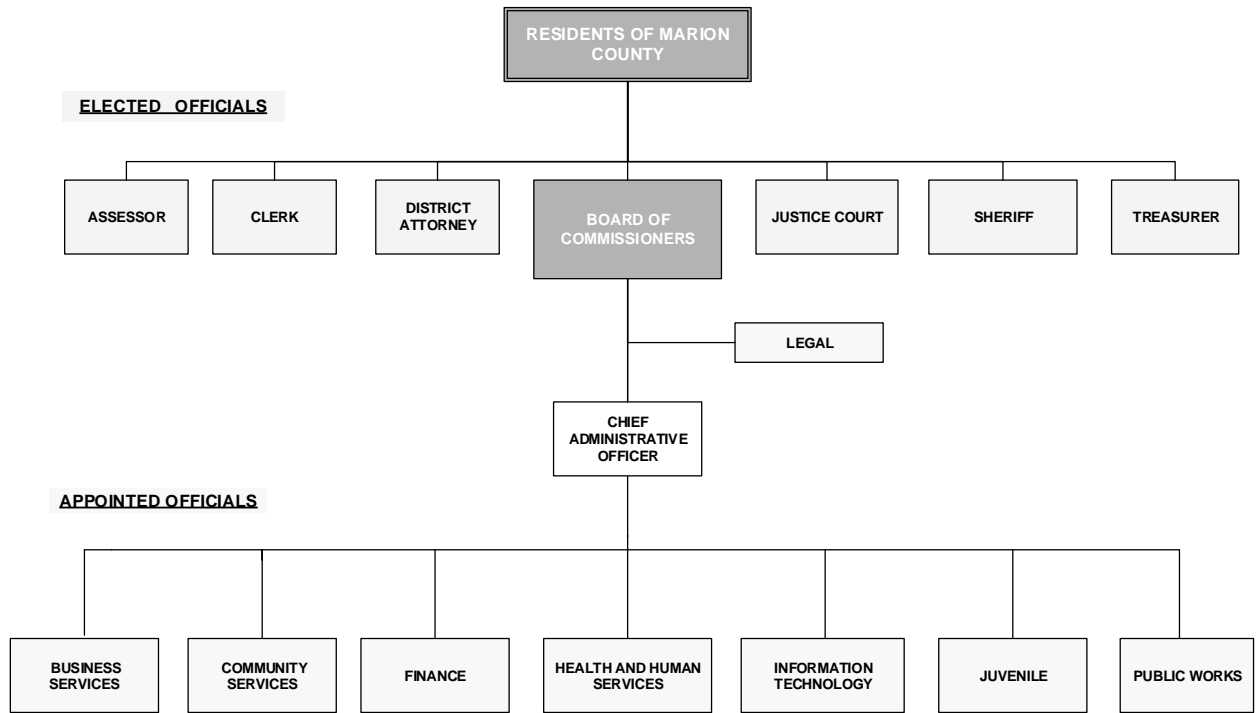 RESIDENTS OF MARION
COUNTY
ELECTED OFFICIALS
ASSESSOR
CLERK
DISTRICT
ATTORNEY
BOARD OF
COMMISSIONERS
JUSTICE COURT
SHERIFF
TREASURER
LEGAL
CHIEF
ADMINISTRATIVE
OFFICER
APPOINTED OFFICIALS
BUSINESS
SERVICES
COMMUNITY
SERVICES
FINANCE
HEALTH AND HUMAN
SERVICES
INFORMATION
TECHNOLOGY
JUVENILE
PUBLIC WORKS